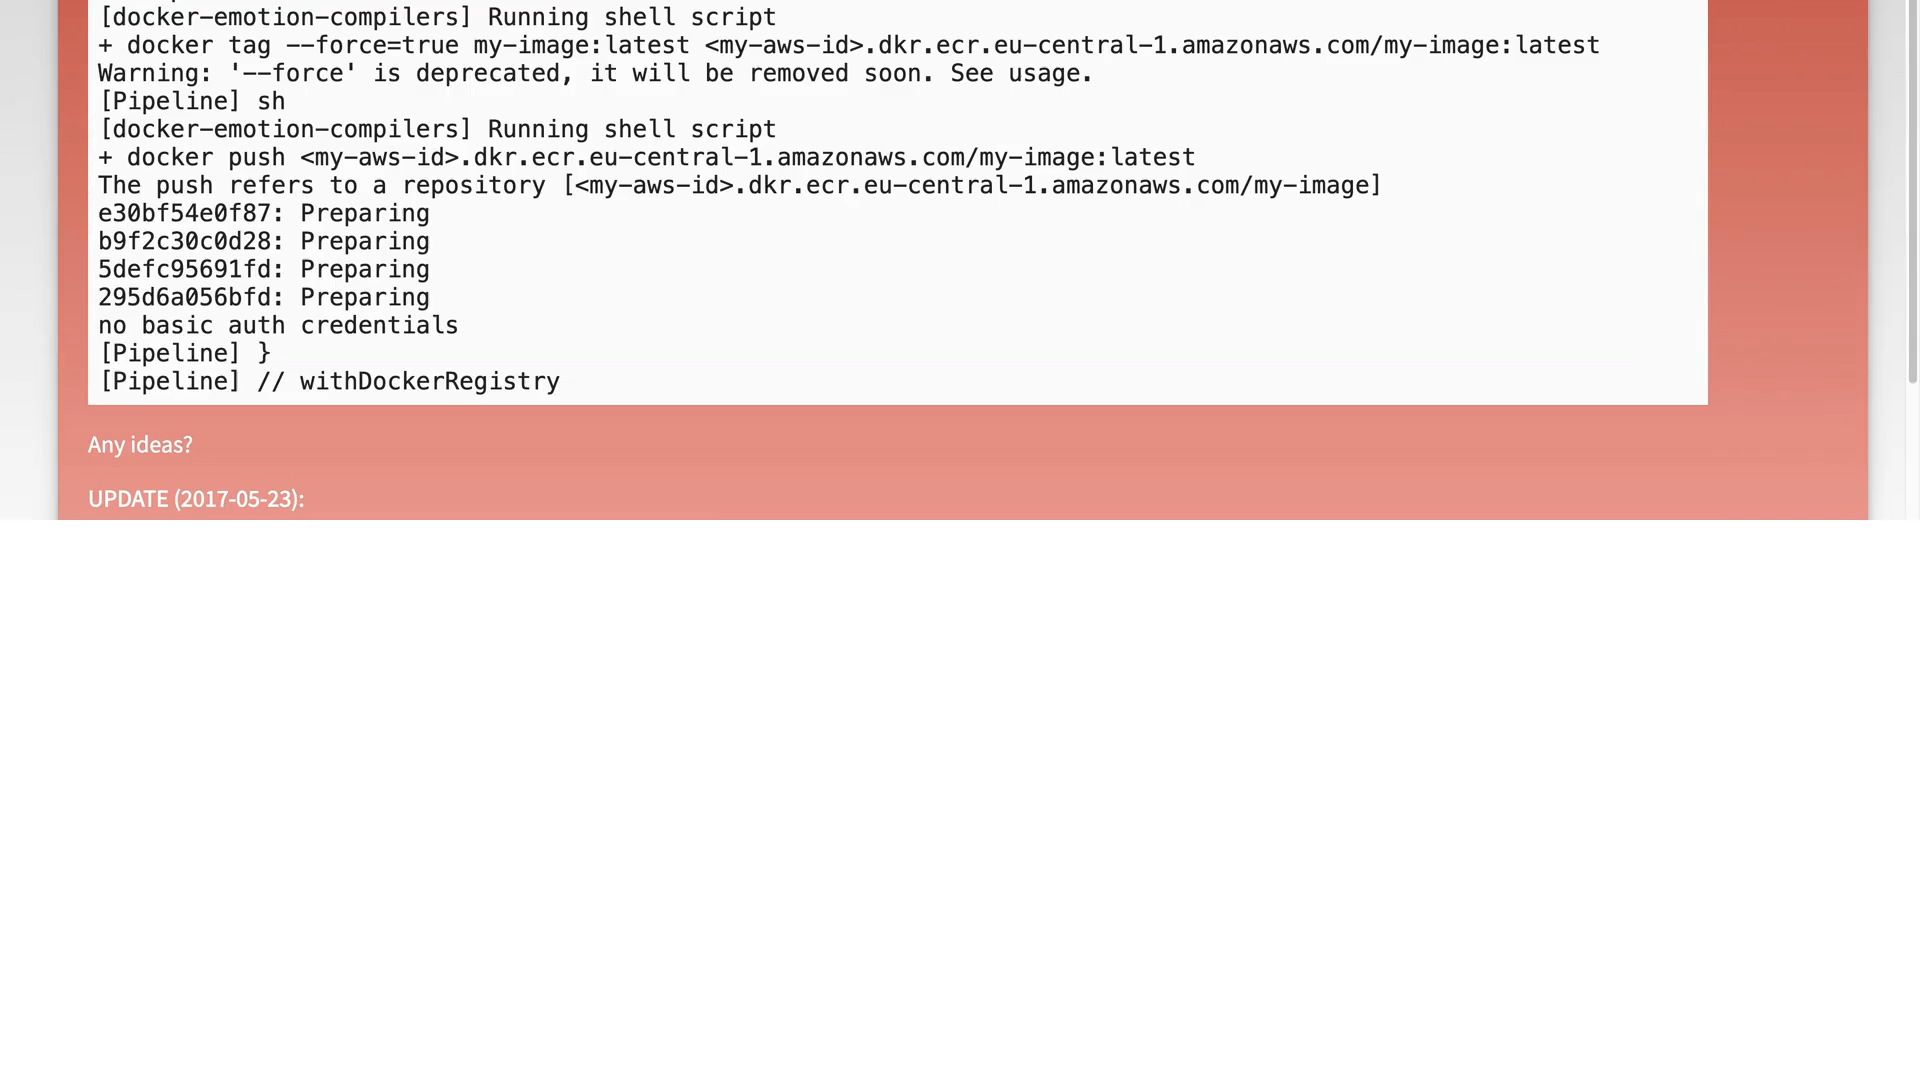 [docker-emotion-compilers] Running shell script
+ docker tag --force=true my-image:latest <my-aws-id>.dkr.ecr.eu-central-1.amazonaws.com/my-image:latest
Warning: '--force' is deprecated, it will be removed soon. See usage.
[Pipeline] sh
[docker-emotion-compilers] Running shell script
+ docker push <my-aws-id>.dkr.ecr.eu-central-1.amazonaws.com/my-image:latest
The push refers to a repository [<my-aws-id>.dkr.ecr.eu-central-1.amazonaws.com/my-image]
e30bf54e0f87: Preparing
b9f2c30c0d28: Preparing
5defc95691fd: Preparing
295d6a056bfd: Preparing
no basic auth credentials
[Pipeline] }
[Pipeline] // withDockerRegistry
Any ideas?
UPDATE (2017-05-23):